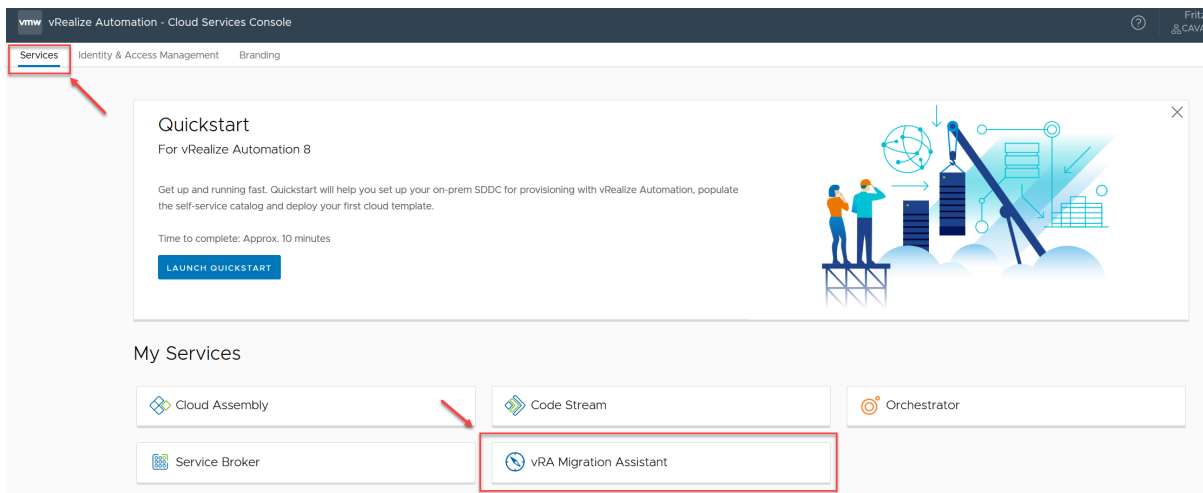 vmw vRealize Automation - Cloud Services Console
Fritz
CAVA
Services Identity & Access Management Branding
Quickstart
For vRealize Automation 8
Get up and running fast. Quickstart will help you set up your on-prem SDDC for provisioning with vRealize Automation, populate
the self-service catalog and deploy your first cloud template.
Time to complete: Approx. 10 minutes
LAUNCH QUICKSTART
My Services
Cloud Assembly
Code Stream
Orchestrator
Service Broker
vRA Migration Assistant